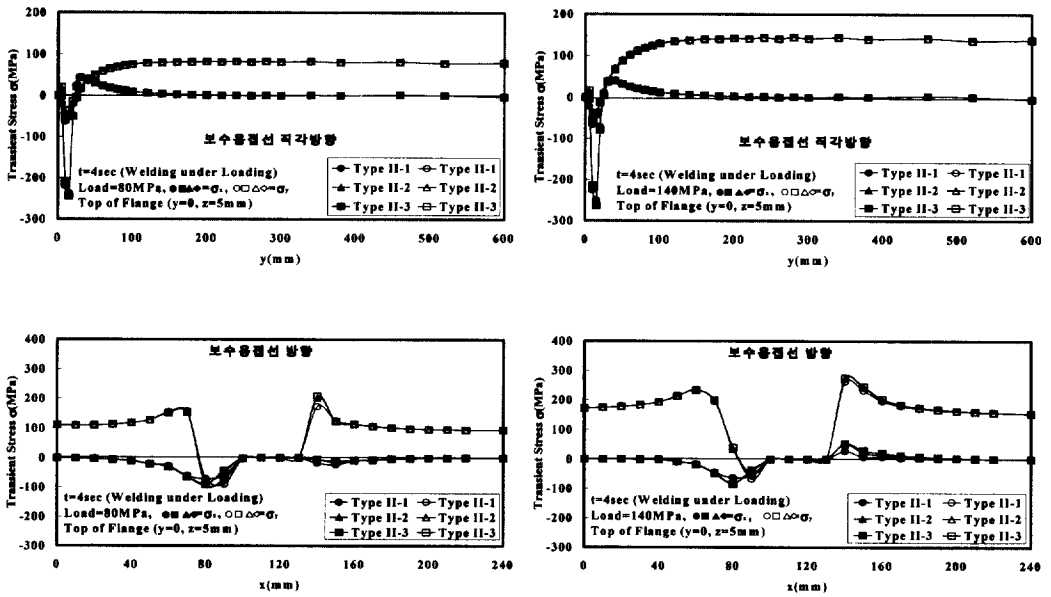 200
100
0
-100
-200
-300
Transient Stress σ(MPa)
보수용접선 직각방향
t=4sec (Welding under Loading)
Load=80MPa, ●■▲◆=σₓ, ○□△◇=σᵧ
Top of Flange (y=0, z=5mm)
Type II-1 Type II-1
Type II-2 Type II-2
Type II-3 Type II-3
0 100 200 300 400 500 600
y(mm)
200
100
0
-100
-200
-300
Transient Stress σ(MPa)
보수용접선 직각방향
t=4sec (Welding under Loading)
Load=140MPa, ●■▲◆=σₓ, ○□△◇=σᵧ
Top of Flange (y=0, z=5mm)
Type II-1 Type II-1
Type II-2 Type II-2
Type II-3 Type II-3
0 100 200 300 400 500 600
y(mm)
400
300
200
100
0
-100
-200
-300
Transient Stress σ(MPa)
보수용접선 방향
t=4sec (Welding under Loading)
Load=80MPa, ●■▲◆=σₓ, ○□△◇=σᵧ
Top of Flange (y=0, z=5mm)
Type II-1 Type II-1
Type II-2 Type II-2
Type II-3 Type II-3
0 40 80 120 160 200 240
x(mm)
400
300
200
100
0
-100
-200
-300
Transient Stress σ(MPa)
보수용접선 방향
t=4sec (Welding under Loading)
Load=140MPa, ●■▲◆=σₓ, ○□△◇=σᵧ
Top of Flange (y=0, z=5mm)
Type II-1 Type II-1
Type II-2 Type II-2
Type II-3 Type II-3
0 40 80 120 160 200 240
x(mm)